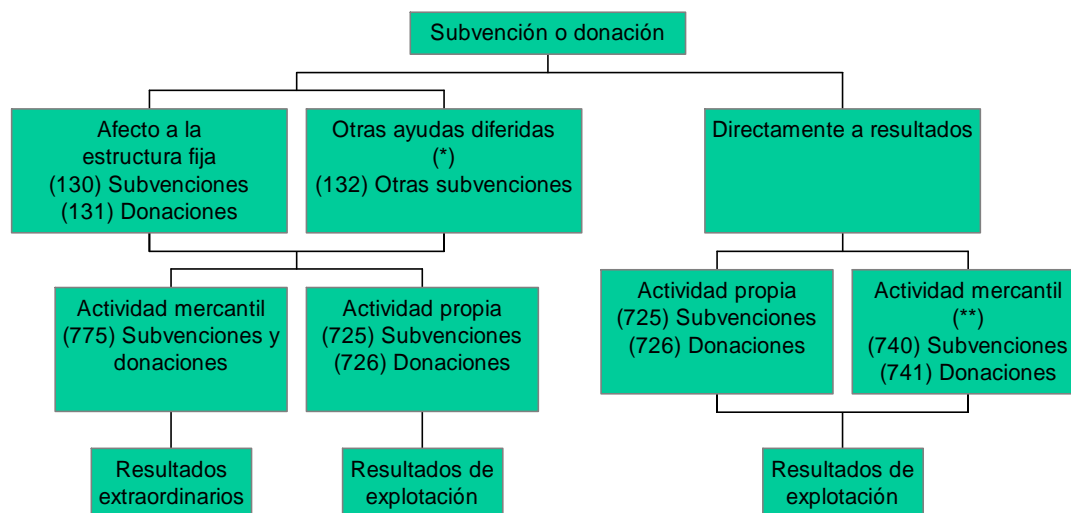 Subvención o donación
Afecto a la
estructura fija
(130) Subvenciones
(131) Donaciones
Otras ayudas diferidas
(*)
(132) Otras subvenciones
Directamente a resultados
Actividad mercantil
(775) Subvenciones y
donaciones
Actividad propia
(725) Subvenciones
(726) Donaciones
Actividad propia
(725) Subvenciones
(726) Donaciones
Actividad mercantil
(**)
(740) Subvenciones
(741) Donaciones
Resultados
extraordinarios
Resultados de
explotación
Resultados de
explotación